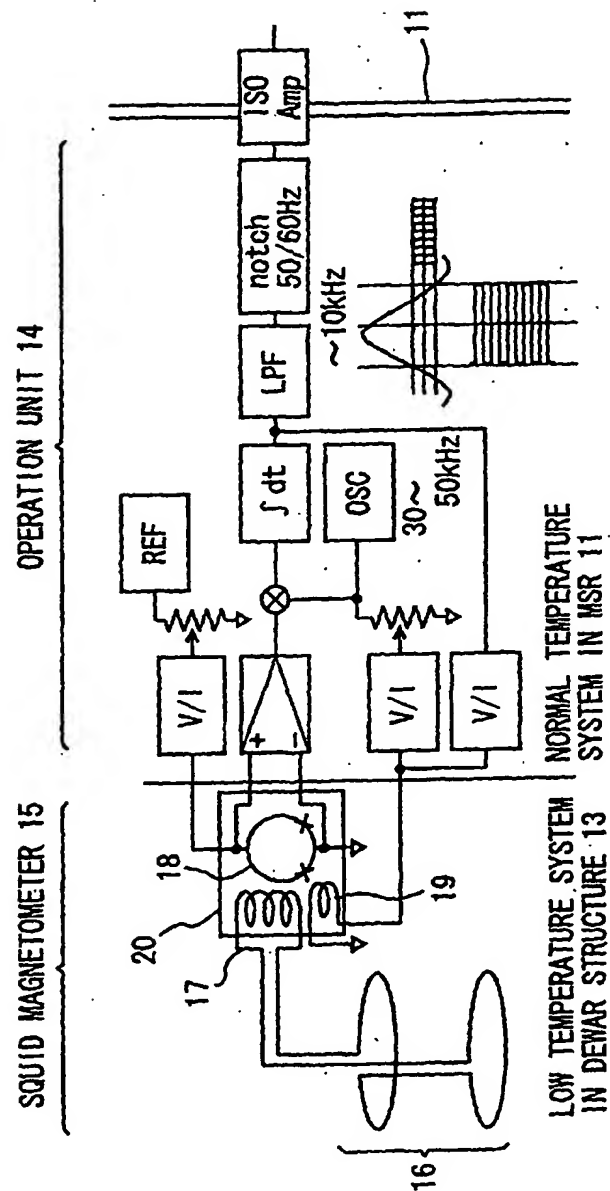 SQUID MAGNETOMETER 15
OPERATION UNIT 14
REF
V/I
20
17
18
+
-
19
16
∫dt
LPF
notch
50/60Hz
ISO
Amp
OSC
30~
50kHz
~10kHz
V/I
V/I
11
LOW TEMPERATURE SYSTEM
IN DEWAR STRUCTURE 13
NORMAL TEMPERATURE
SYSTEM IN MSR 11